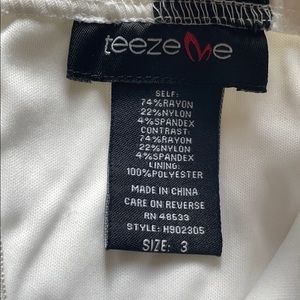 teeze me
SELF:
74%RAYON
22%NYLON
4%SPANDEX
CONTRAST:
74%RAYON
22%NYLON
4%SPANDEX
LINING:
100%POLYESTER
MADE IN CHINA
CARE ON REVERSE
RN 48533
STYLE: H902305
SIZE: 3